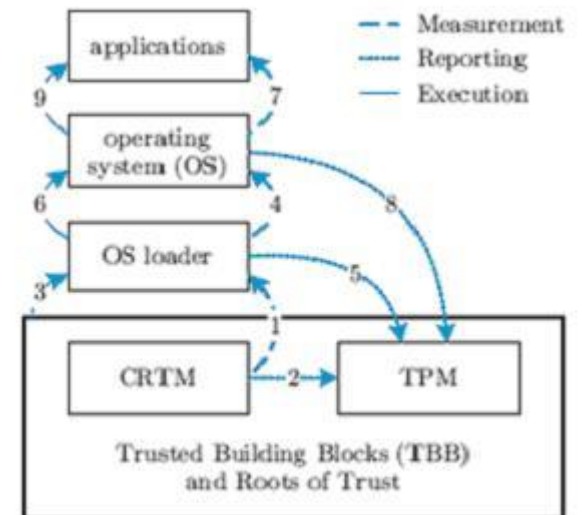 applications
Measurement
Reporting
Execution
9
7
operating
system (OS)
8
6
4
OS loader
5
3
1
CRTM
2
TPM
Trusted Building Blocks (TBB)
and Roots of Trust